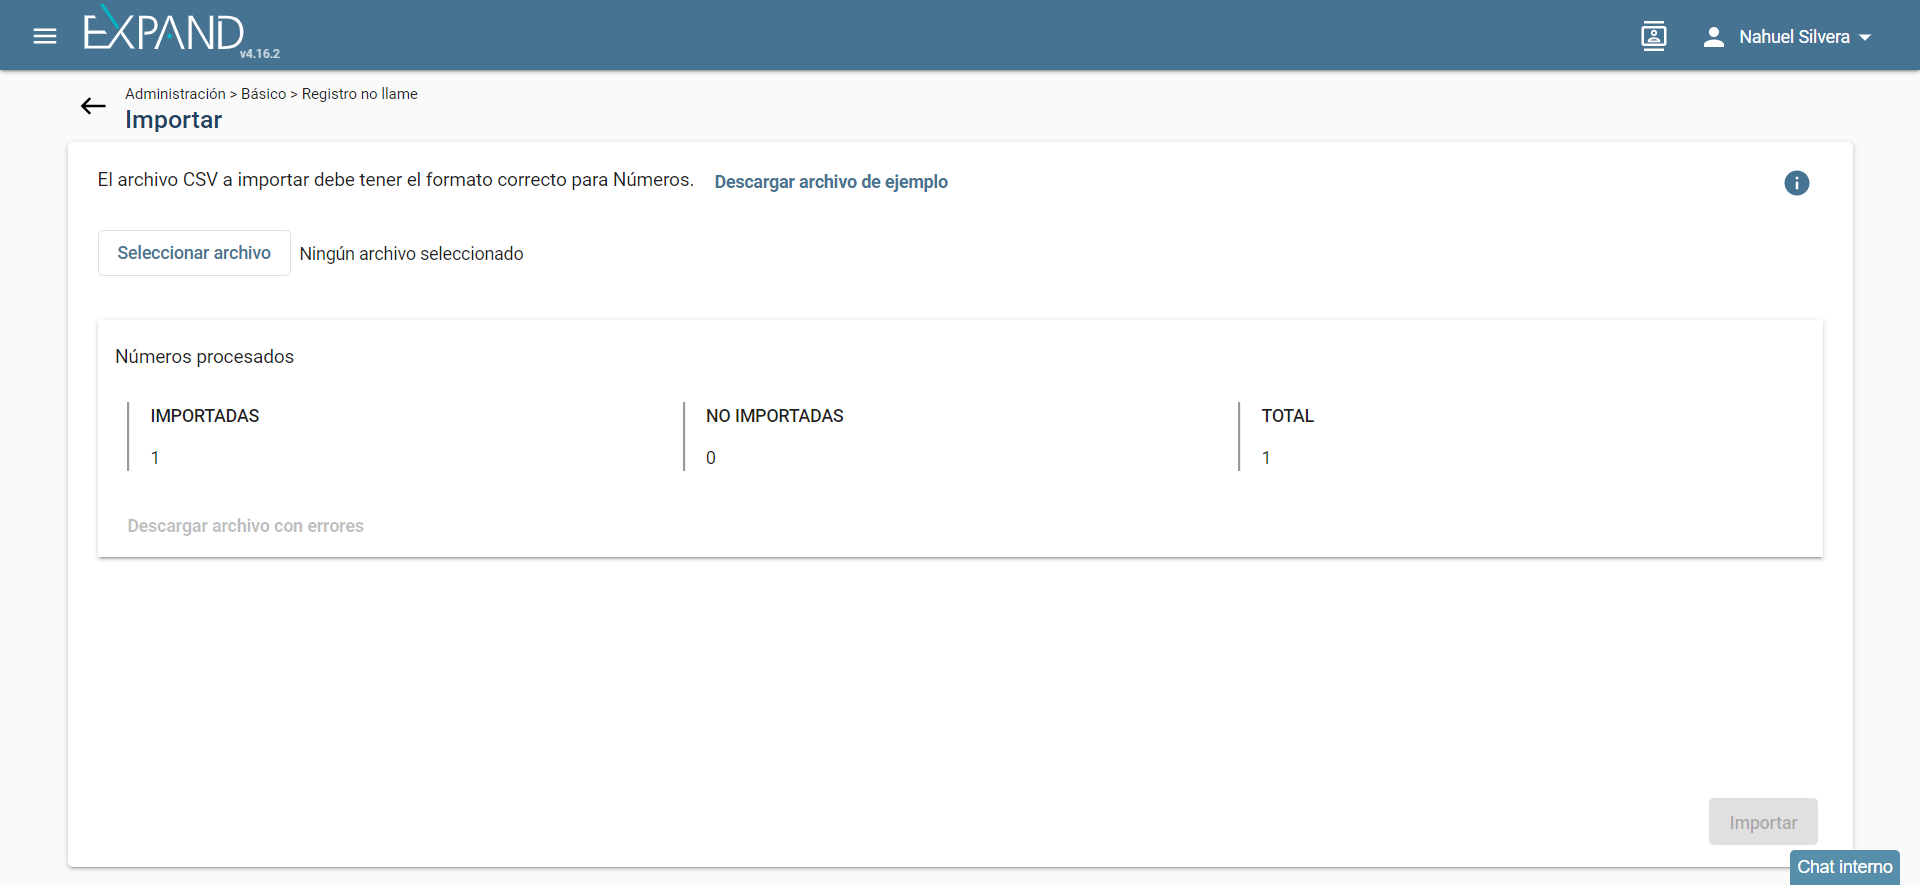 EXPAND
v4.16.2
Nahuel Silvera
Administración > Básico > Registro no llame
Importar
El archivo CSV a importar debe tener el formato correcto para Números. Descargar archivo de ejemplo
Seleccionar archivo Ningún archivo seleccionado
Números procesados
IMPORTADAS NO IMPORTADAS TOTAL
1 0 1
Descargar archivo con errores
Importar
Chat interno